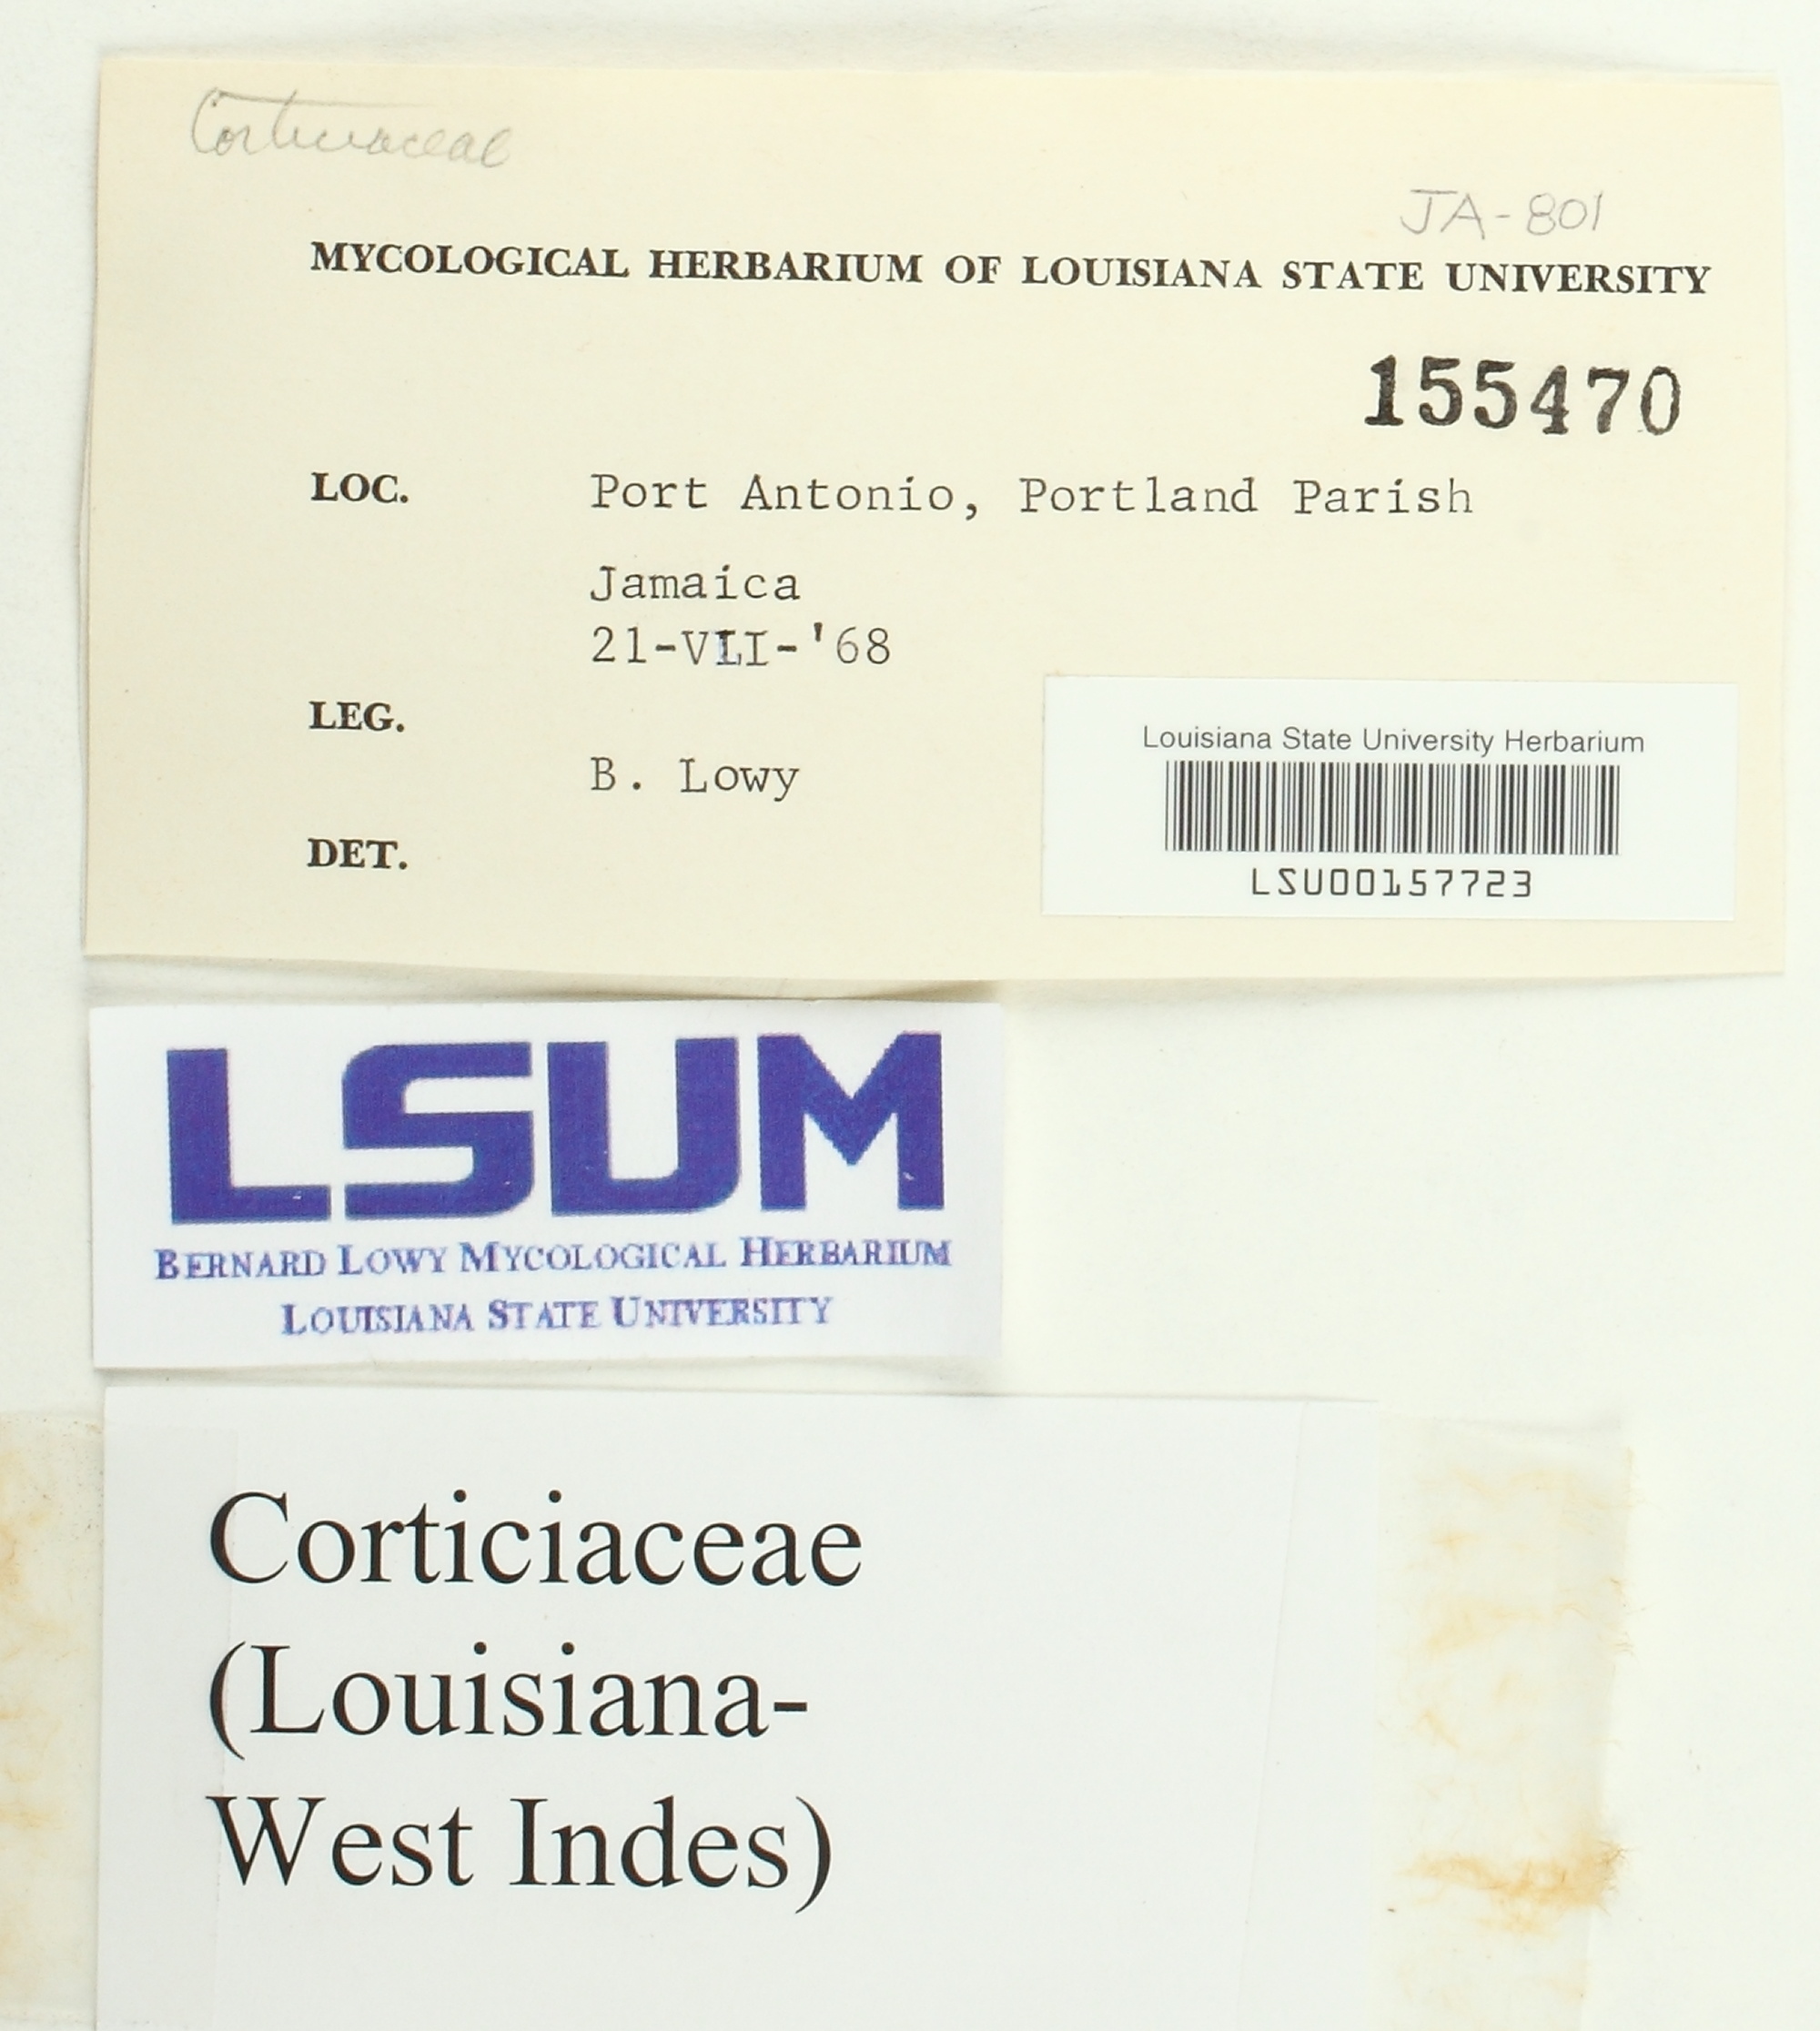 Corticiaceae
JA-801
MYCOLOGICAL HERBARIUM OF LOUISIANA STATE UNIVERSITY
155470
LOC. Port Antonio, Portland Parish
Jamaica
21-VII-'68
LEG.
B. Lowy
DET.
Louisiana State University Herbarium
LSU00157723
LSUM
BERNARD LOWY MYCOLOGICAL HERBARIUM
LOUISIANA STATE UNIVERSITY
Corticiaceae
(Louisiana-
West Indes)